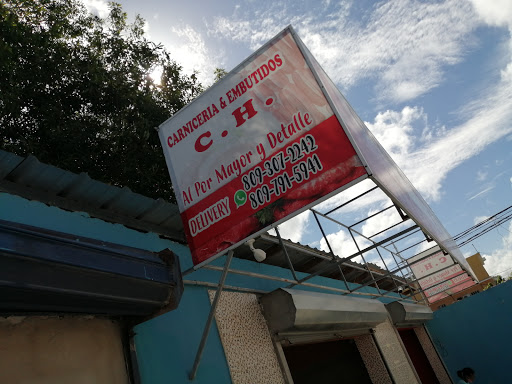 CARNICERIA & EMBUTIDOS
C.H.
Al Por Mayor y Detalle
809-307-2242
DELIVERY 809-791-5941
C.H.